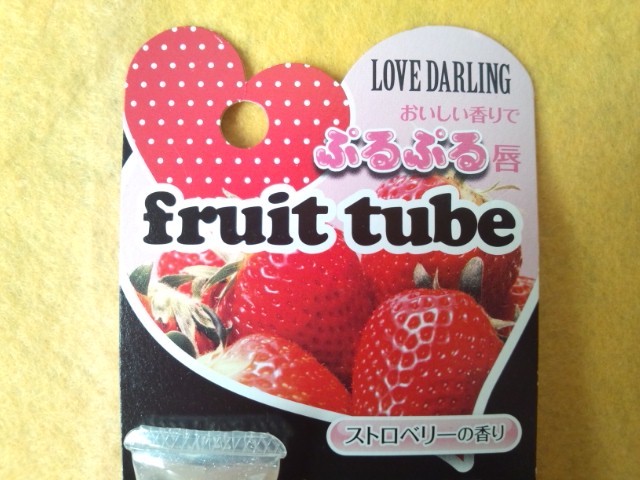 LOVE DARLING
おいしい香りで
ぷるぷる唇
fruit tube
ストロベリーの香り